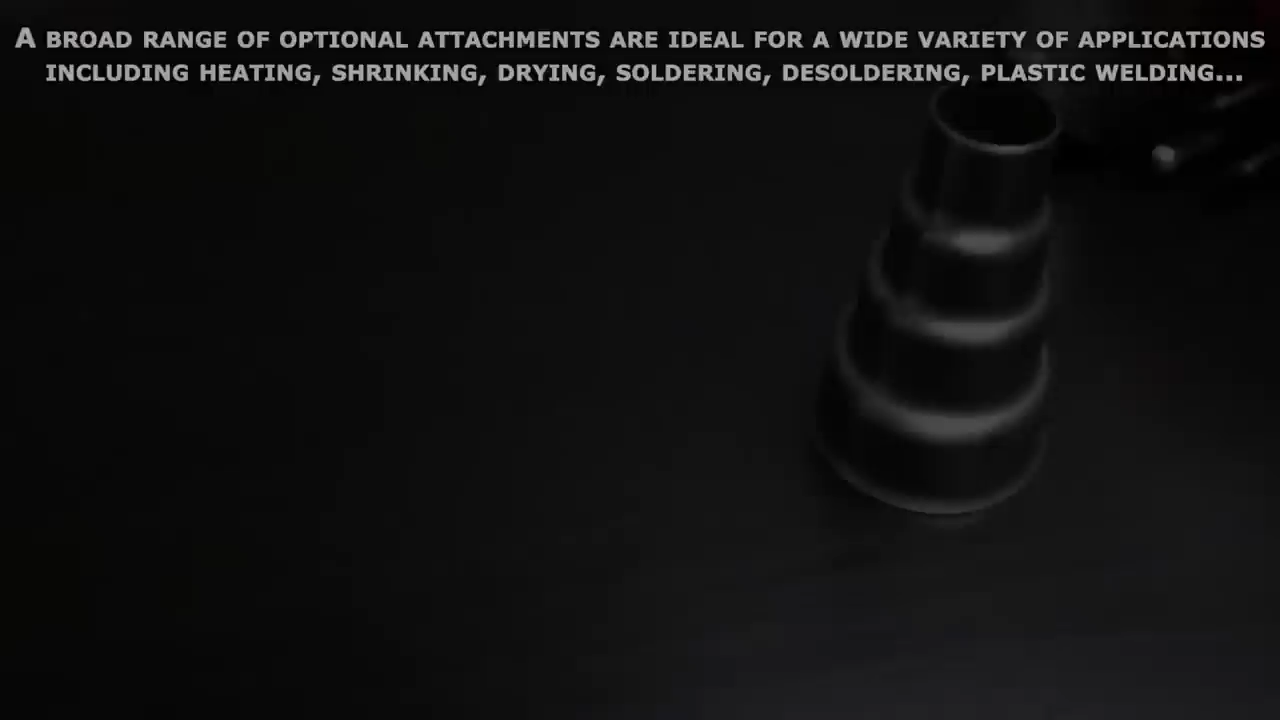 A BROAD RANGE OF OPTIONAL ATTACHMENTS ARE IDEAL FOR A WIDE VARIETY OF APPLICATIONS
INCLUDING HEATING, SHRINKING, DRYING, SOLDERING, DESOLDERING, PLASTIC WELDING...